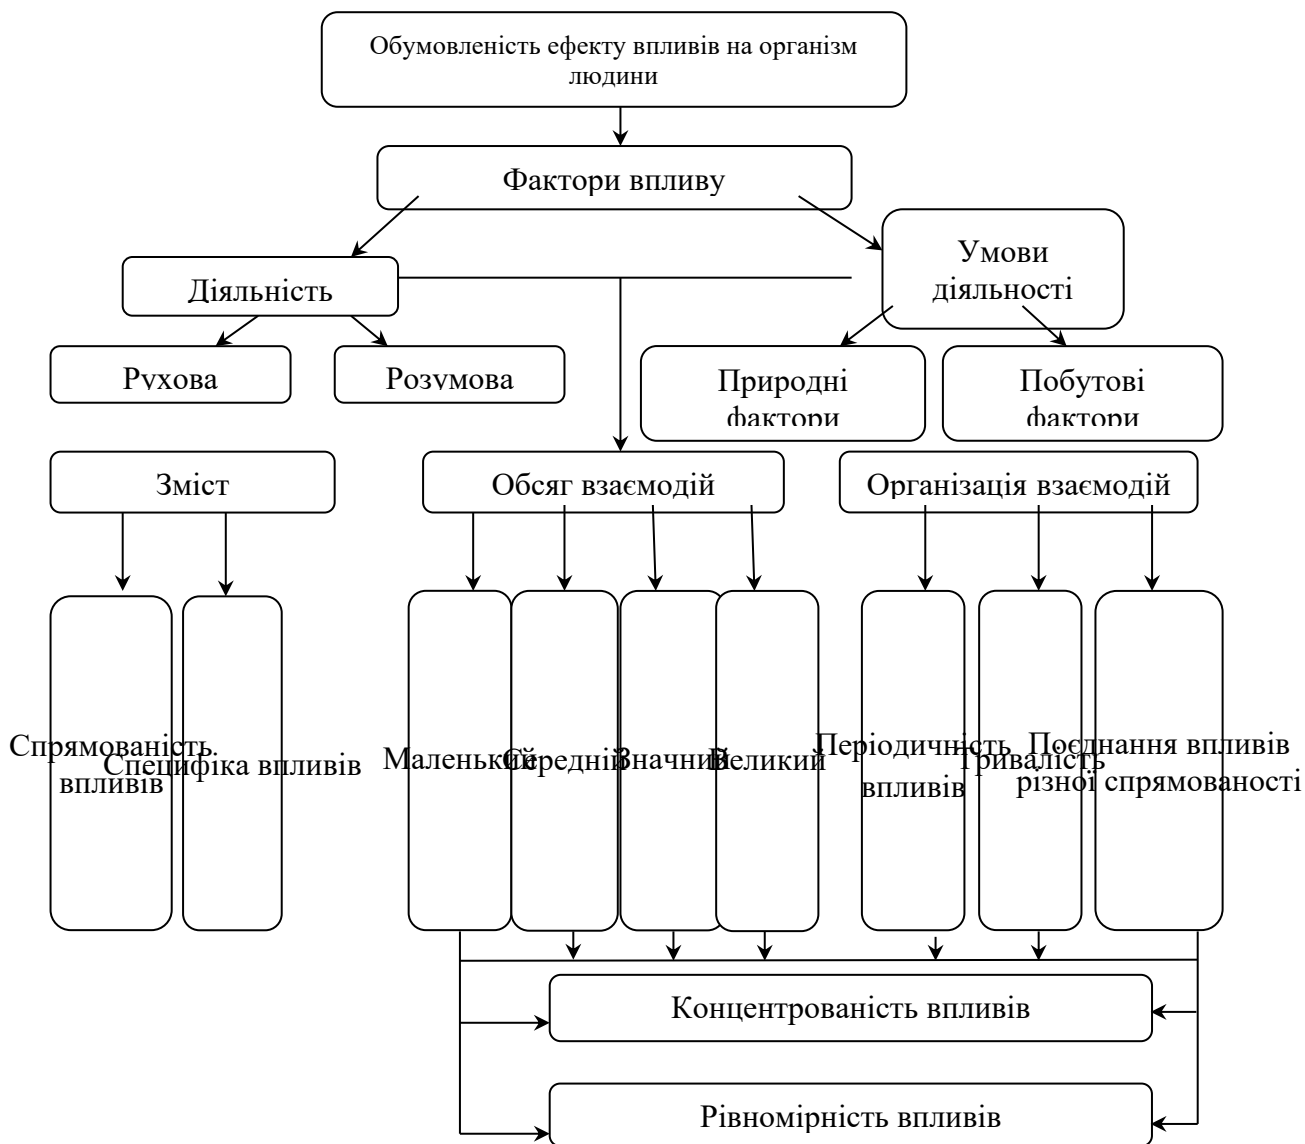 Обумовленість ефекту впливів на організм
людини
Фактори впливу
Умови
діяльності
Діяльність
Рухова
Розумова
Природні
фактори
Побутові
фактори
Зміст
Обсяг взаємодій
Організація взаємодій
Спрямованість
впливів
Специфіка впливів
Маленький
Середній
Значний
Великий
Періодичність
впливів
Тривалість
Поєднання впливів
різної спрямованості
Концентрованість впливів
Рівномірність впливів